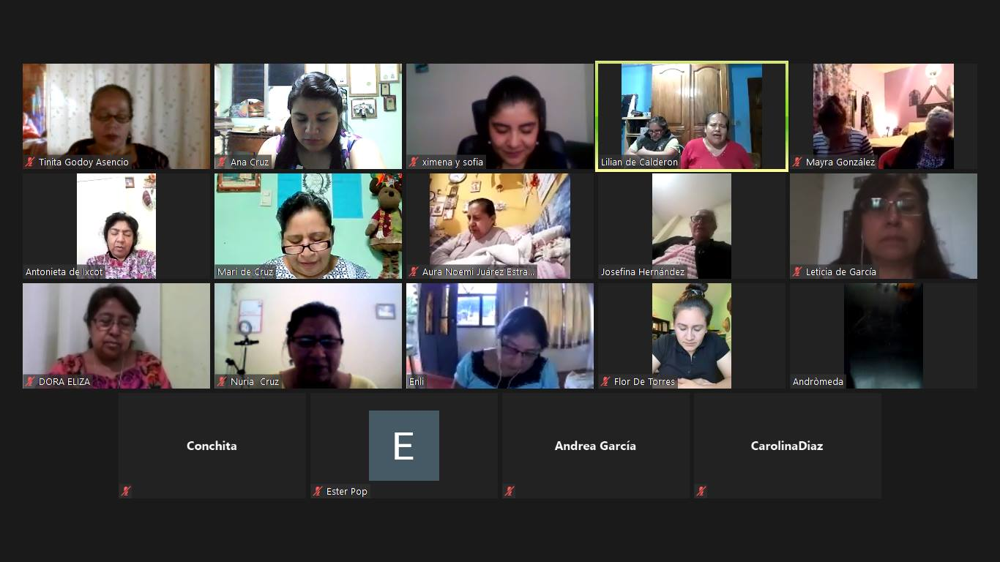 Tinita Godoy Asencio
Ana Cruz
ximena y sofia
Lilian de Calderon
Mayra González
Antonieta de Ixcot
Mari de Cruz
Aura Noemi Juárez Estra...
Josefina Hernández
Leticia de García
DORA ELIZA
Nuria Cruz
Enli
Flor De Torres
Andròmeda
Conchita
E
Ester Pop
Andrea García
CarolinaDiaz